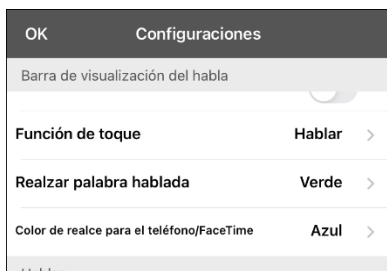 OK Configuraciones
Barra de visualización del habla
Función de toque Hablar
Realzar palabra hablada Verde
Color de realce para el teléfono/FaceTime Azul